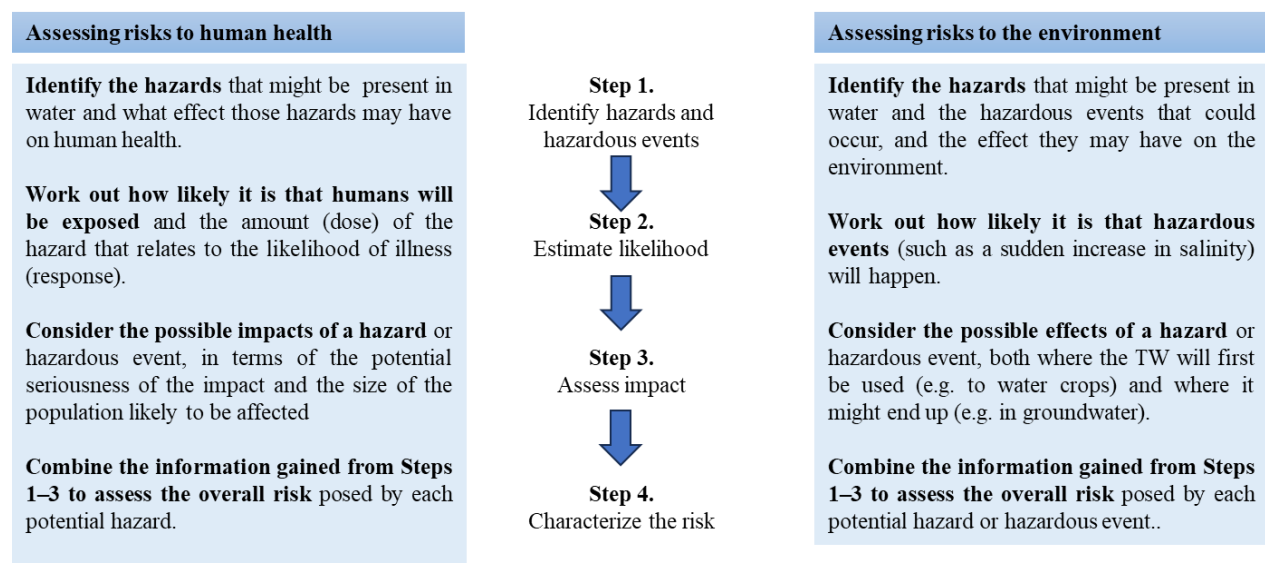 Assessing risks to human health
Identify the hazards that might be present in
water and what effect those hazards may have
on human health.
Work out how likely it is that humans will
be exposed and the amount (dose) of the
hazard that relates to the likelihood of illness
(response).
Consider the possible impacts of a hazard or
hazardous event, in terms of the potential
seriousness of the impact and the size of the
population likely to be affected
Combine the information gained from Steps
1–3 to assess the overall risk posed by each
potential hazard.
Step 1.
Identify hazards and
hazardous events
Step 2.
Estimate likelihood
Step 3.
Assess impact
Step 4.
Characterize the risk
Assessing risks to the environment
Identify the hazards that might be present in
water and the hazardous events that could
occur, and the effect they may have on the
environment.
Work out how likely it is that hazardous
events (such as a sudden increase in salinity)
will happen.
Consider the possible effects of a hazard or
hazardous event, both where the TW will first
be used (e.g. to water crops) and where it
might end up (e.g. in groundwater).
Combine the information gained from Steps
1–3 to assess the overall risk posed by each
potential hazard or hazardous event..